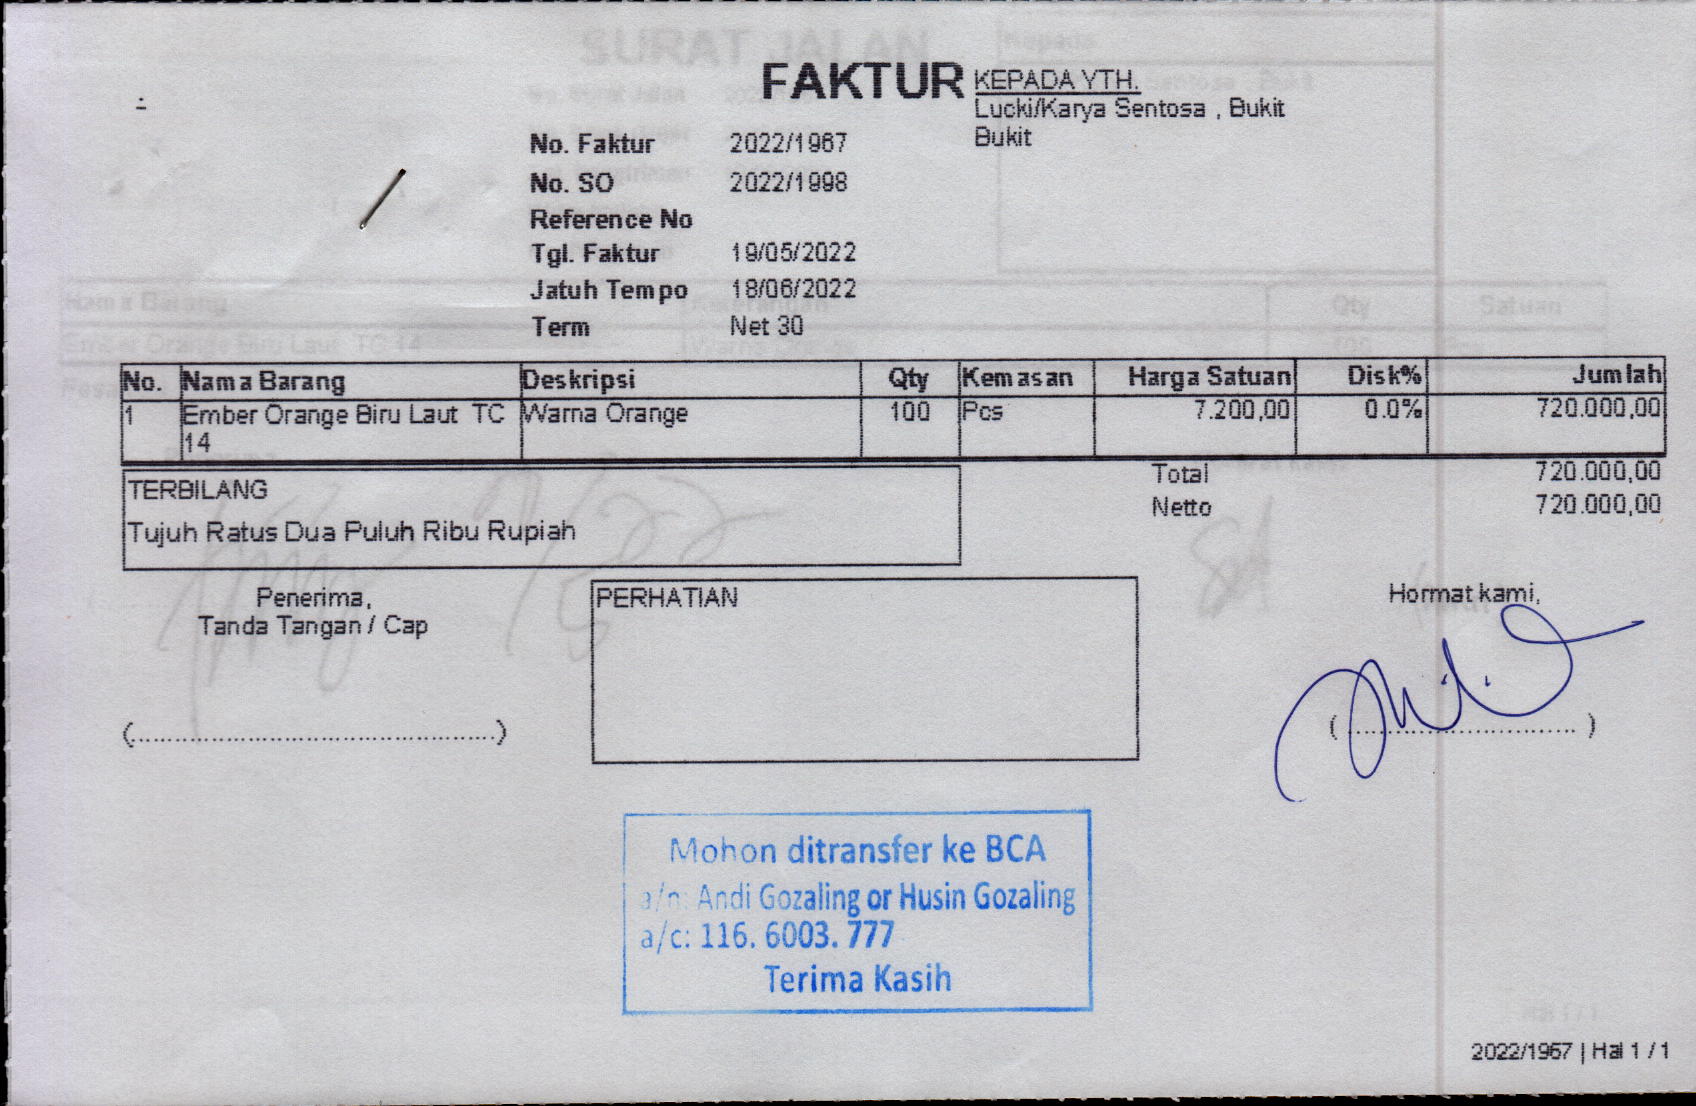 FAKTUR
KEPADA YTH.
Lucki/Karya Sentosa , Bukit
Bukit
No. Faktur 2022/1967
No. SO 2022/1998
Reference No
Tgl. Faktur 19/05/2022
Jatuh Tempo 18/06/2022
Term Net 30
No. Nama Barang Deskripsi Qty Kemasan Harga Satuan Disk% Jumlah
1 Ember Orange Biru Laut TC Warna Orange 100 Pcs 7.200,00 0.0% 720.000,00
14
Total 720.000,00
Netto 720.000,00
TERBILANG
Tujuh Ratus Dua Puluh Ribu Rupiah
Penerima,
Tanda Tangan / Cap
PERHATIAN
Hormat kami,
(..........................................)
(..........................)
Mohon ditransfer ke BCA
a/n: Andi Gozaling or Husin Gozaling
a/c: 116. 6003. 777
Terima Kasih
2022/1967 | Hal 1 / 1